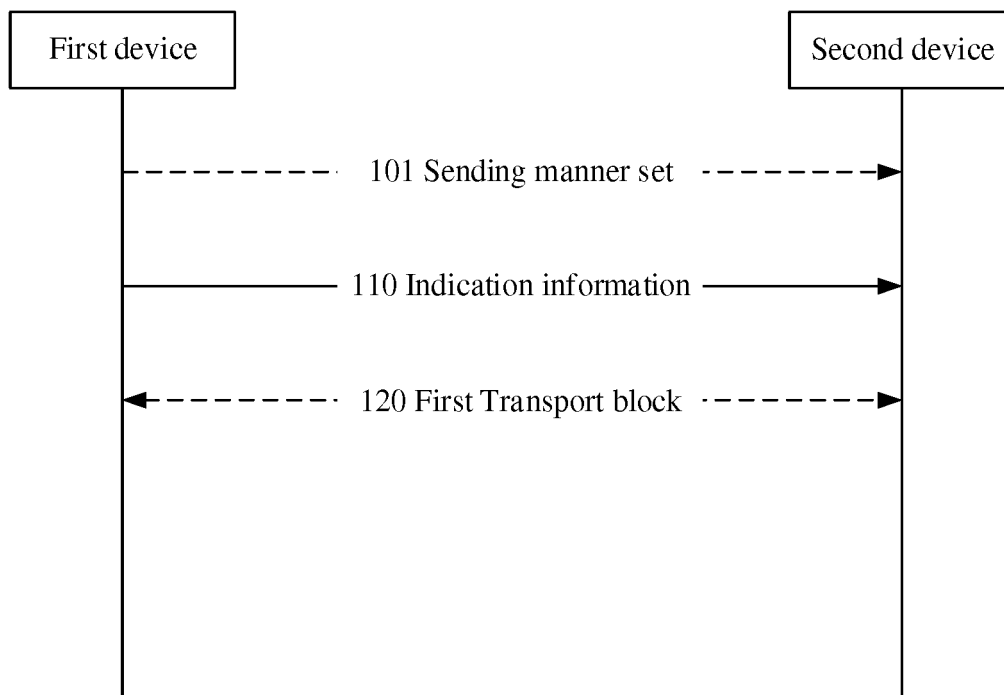 First device
Second device
101 Sending manner set
110 Indication information
120 First Transport block